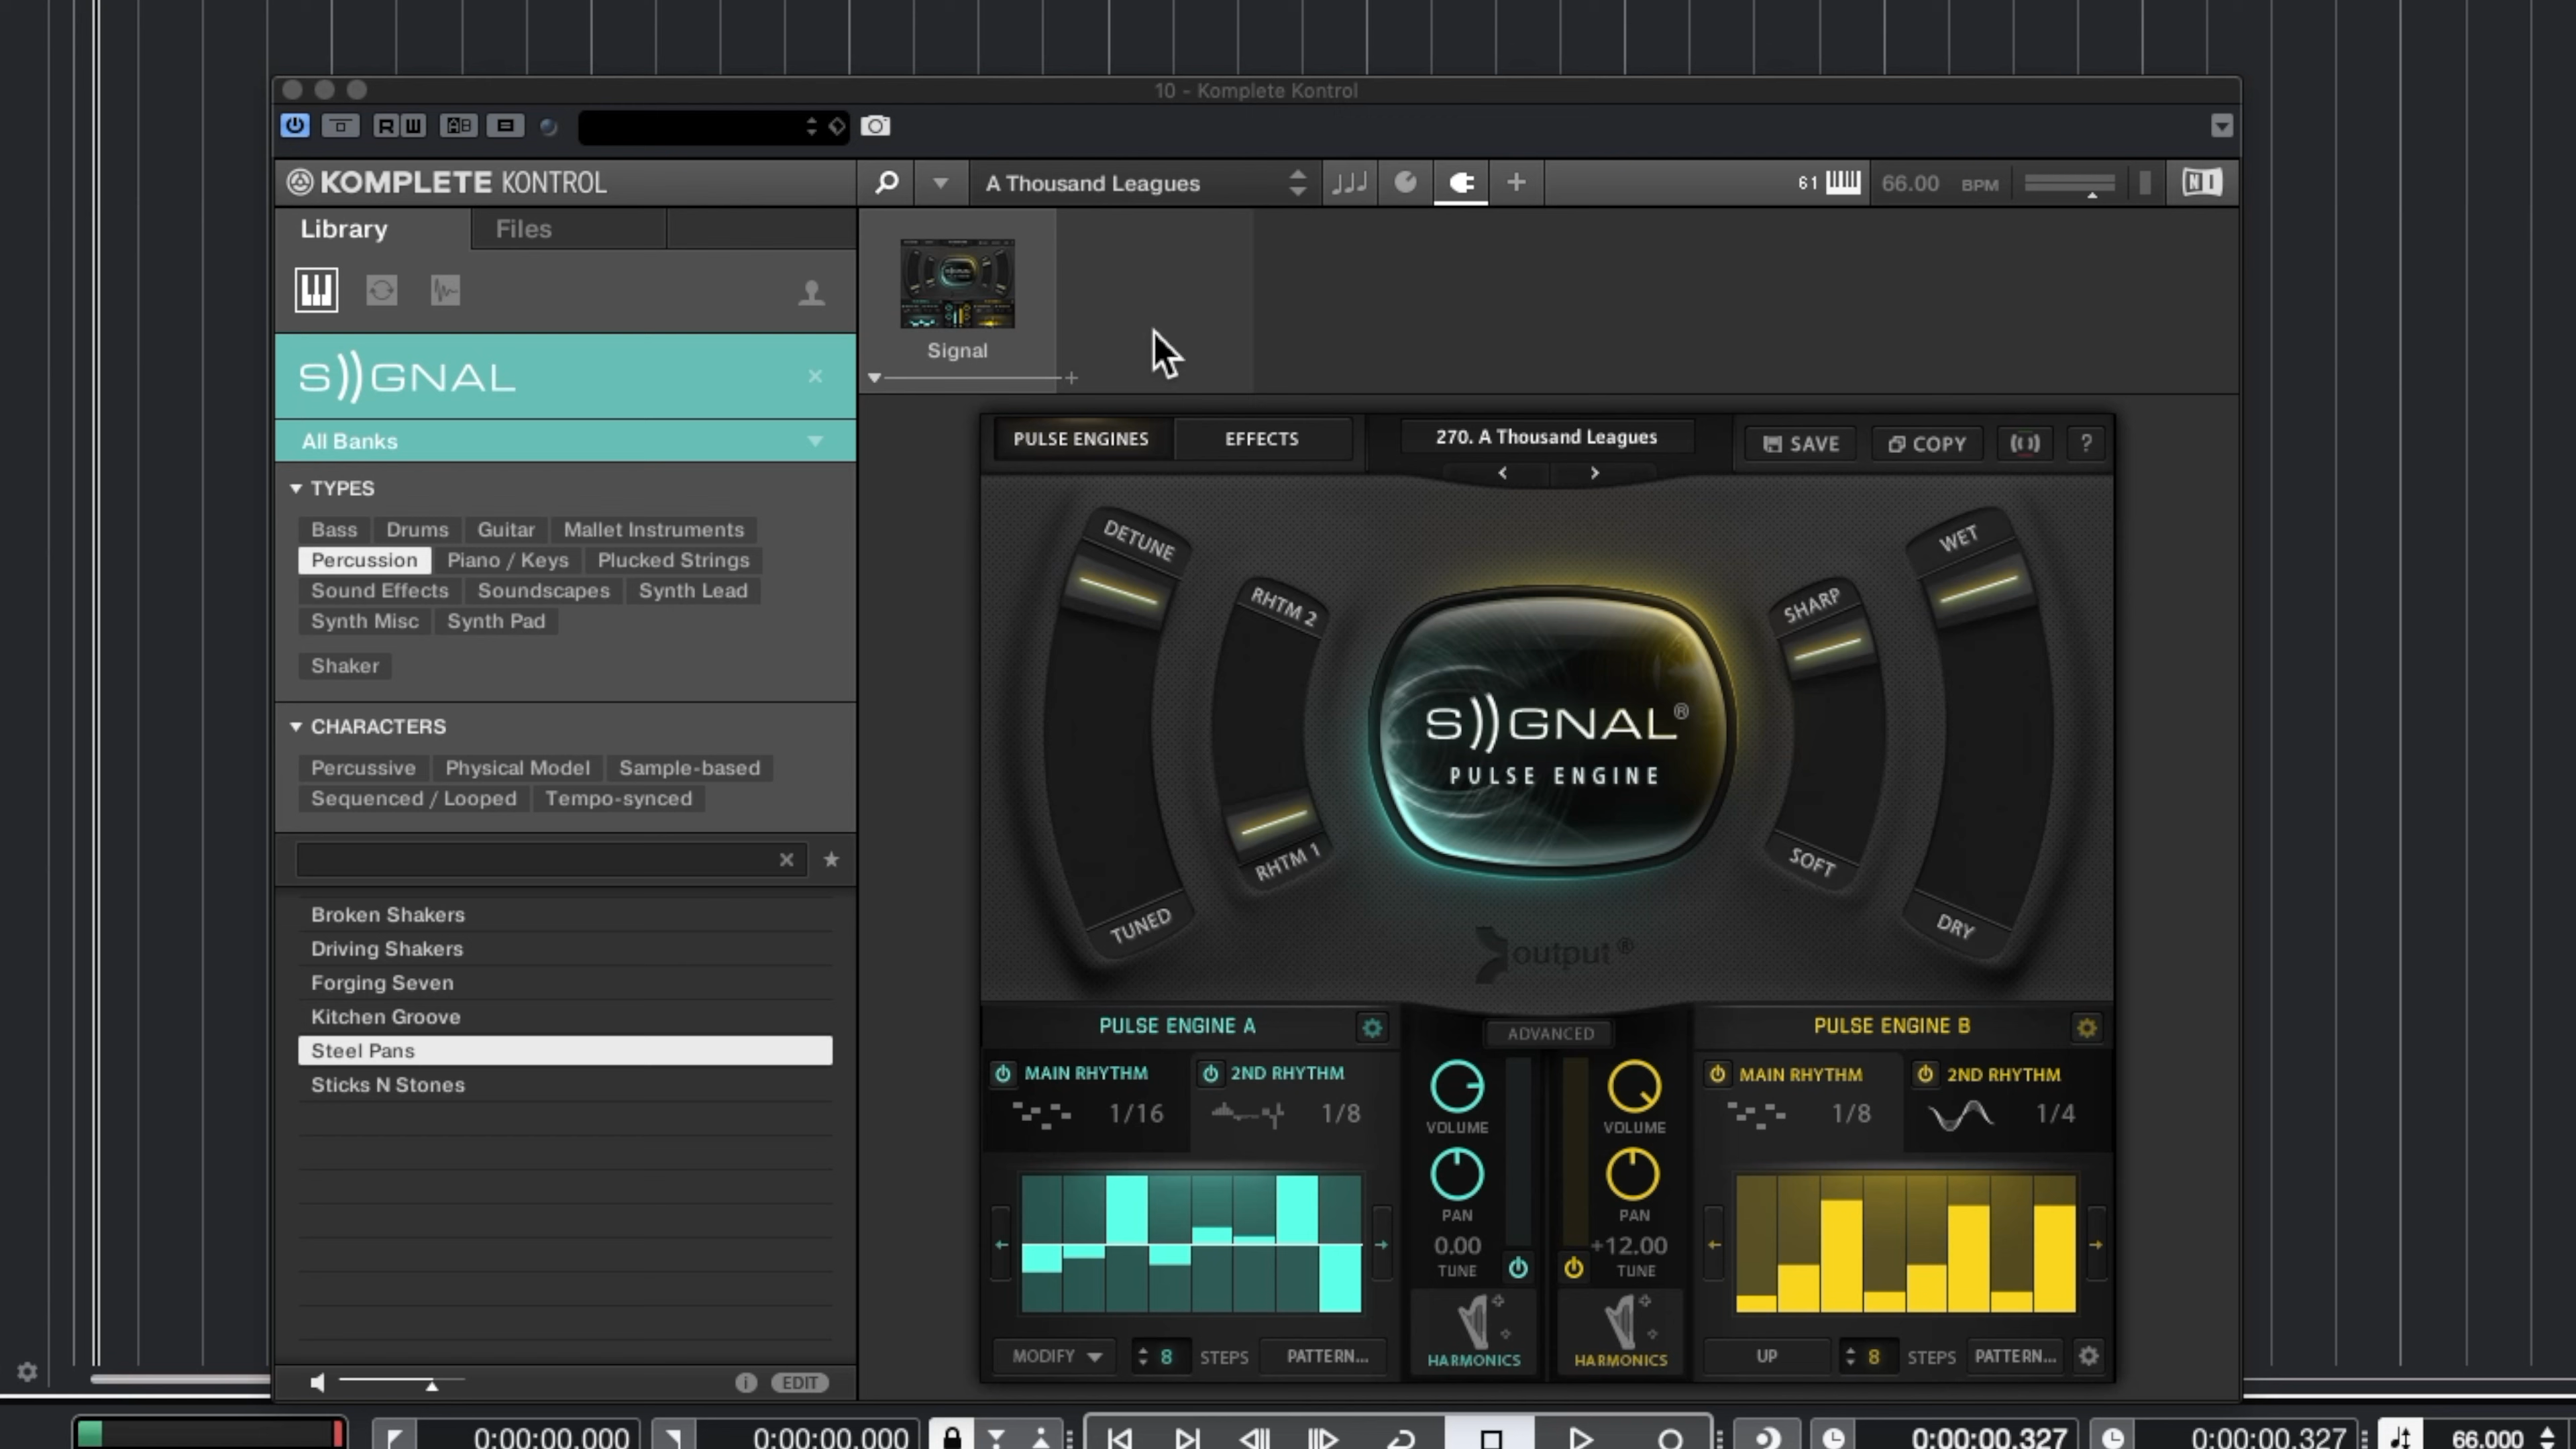 10 - Komplete Kontrol
R W AB
KOMPLETE KONTROL
A Thousand Leagues
61
66.00 BPM
NI
Library Files
Signal
S))GNAL
All Banks
TYPES
Bass Drums Guitar Mallet Instruments
Percussion Piano / Keys Plucked Strings
Sound Effects Soundscapes Synth Lead
Synth Misc Synth Pad
Shaker
CHARACTERS
Percussive Physical Model Sample-based
Sequenced / Looped Tempo-synced
Broken Shakers
Driving Shakers
Forging Seven
Kitchen Groove
Steel Pans
Sticks N Stones
i EDIT
PULSE ENGINES EFFECTS 270. A Thousand Leagues SAVE COPY ?
DETUNE
RHTM 2
SHARP
WET
S))GNAL®
PULSE ENGINE
RHTM 1
SOFT
TUNED
DRY
output®
PULSE ENGINE A
ADVANCED
PULSE ENGINE B
MAIN RHYTHM
1/16
2ND RHYTHM
1/8
VOLUME
PAN
0.00
TUNE
HARMONICS
VOLUME
PAN
+12.00
TUNE
HARMONICS
MAIN RHYTHM
1/8
2ND RHYTHM
1/4
MODIFY 8 STEPS PATTERN...
UP 8 STEPS PATTERN...
0:00:00.000 0:00:00.000 0:00:00.327 0:00:00.327 66.000